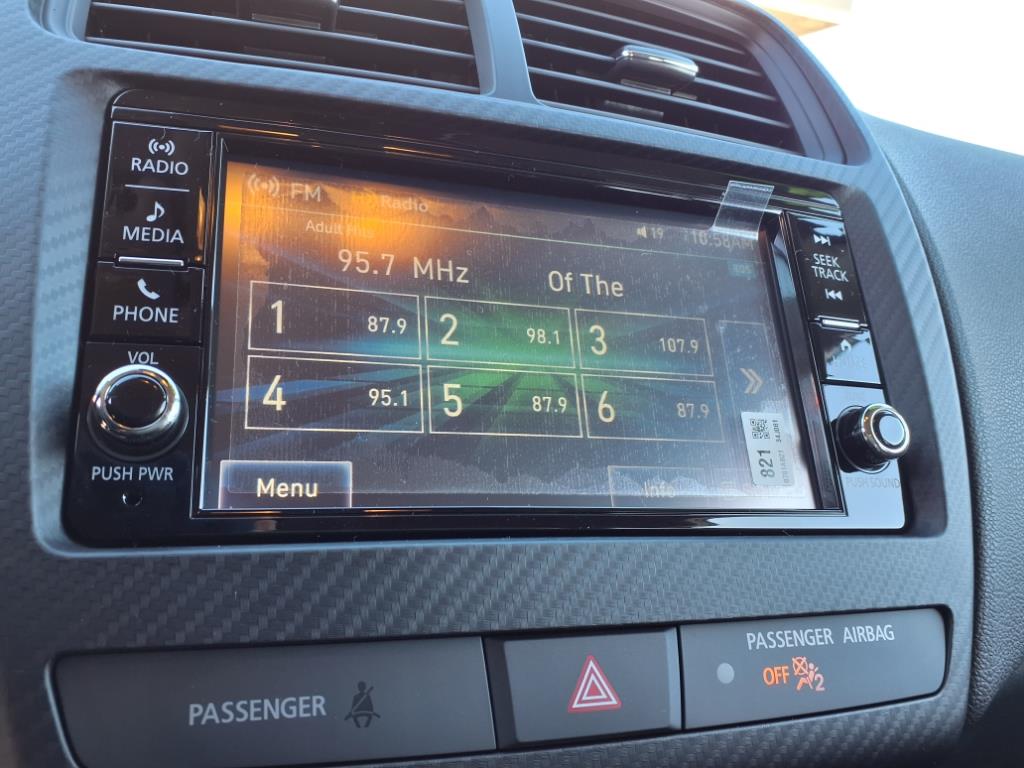 RADIO
MEDIA
PHONE
VOL
PUSH PWR
FM Radio
Adult Hits
19 10:58AM
95.7 MHz Of The
1 87.9 2 98.1 3 107.9
4 95.1 5 87.9 6 87.9
Menu Info
821
SEEK
TRACK
PUSH SOUND
PASSENGER
PASSENGER AIRBAG
OFF 2